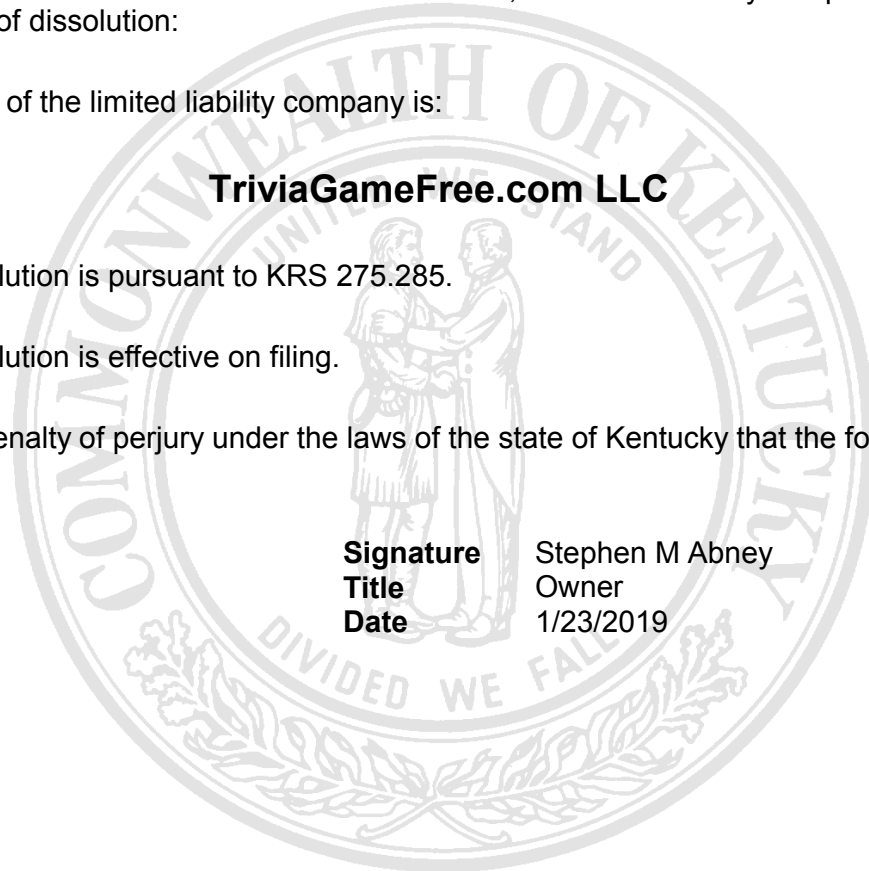 of dissolution:
of the limited liability company is:
TriviaGameFree.com LLC
lution is pursuant to KRS 275.285.
lution is effective on filing.
enalty of perjury under the laws of the state of Kentucky that the fo
Signature Stephen M Abney
Title Owner
Date 1/23/2019
COMMONWEALTH OF KENTUCKY
UNITED WE STAND
DIVIDED WE FALL